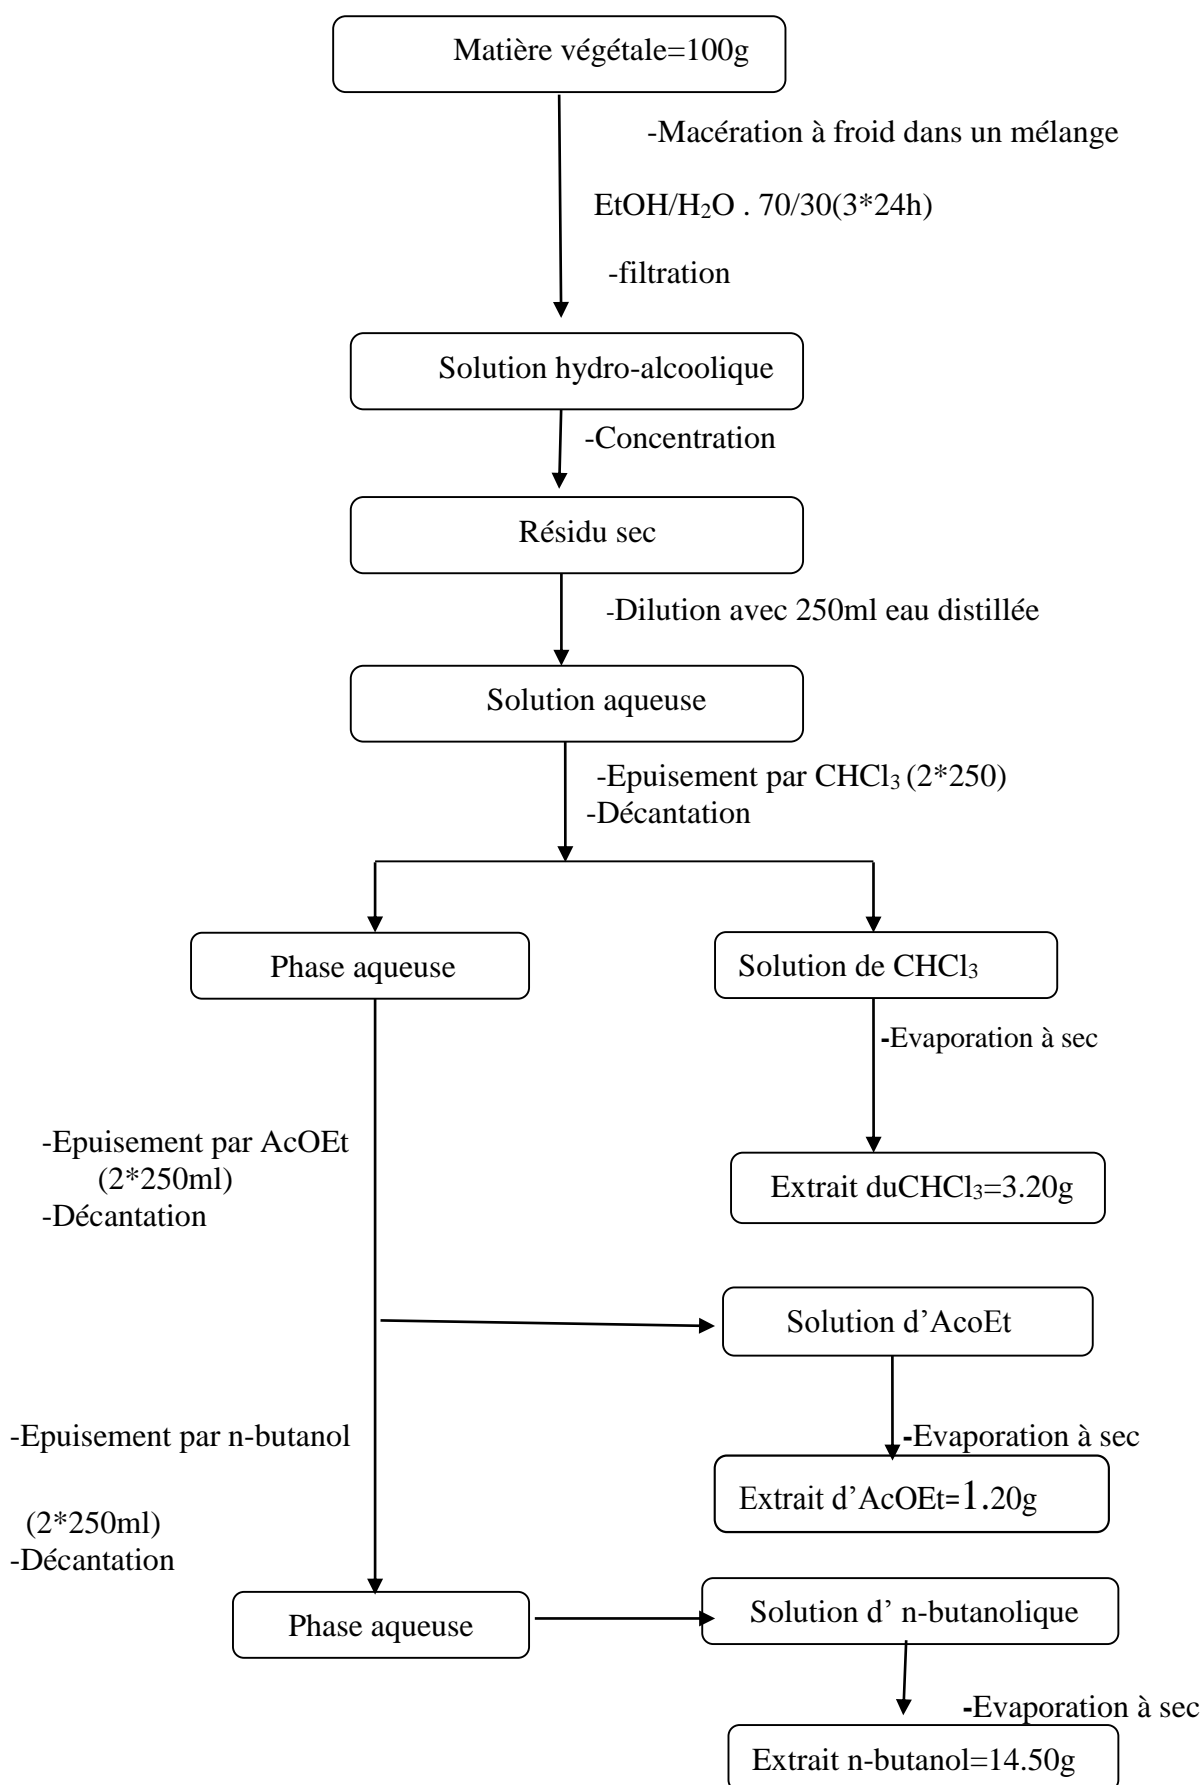 Matière végétale=100g
-Macération à froid dans un mélange
EtOH/H₂O . 70/30(3*24h)
-filtration
Solution hydro-alcoolique
-Concentration
Résidu sec
-Dilution avec 250ml eau distillée
Solution aqueuse
-Epuisement par CHCl₃ (2*250)
-Décantation
Phase aqueuse
Solution de CHCl₃
-Evaporation à sec
-Epuisement par AcOEt
(2*250ml)
-Décantation
Extrait duCHCl₃=3.20g
Solution d’AcoEt
-Evaporation à sec
Extrait d’AcOEt=1.20g
-Epuisement par n-butanol
(2*250ml)
-Décantation
Phase aqueuse
Solution d’ n-butanolique
-Evaporation à sec
Extrait n-butanol=14.50g